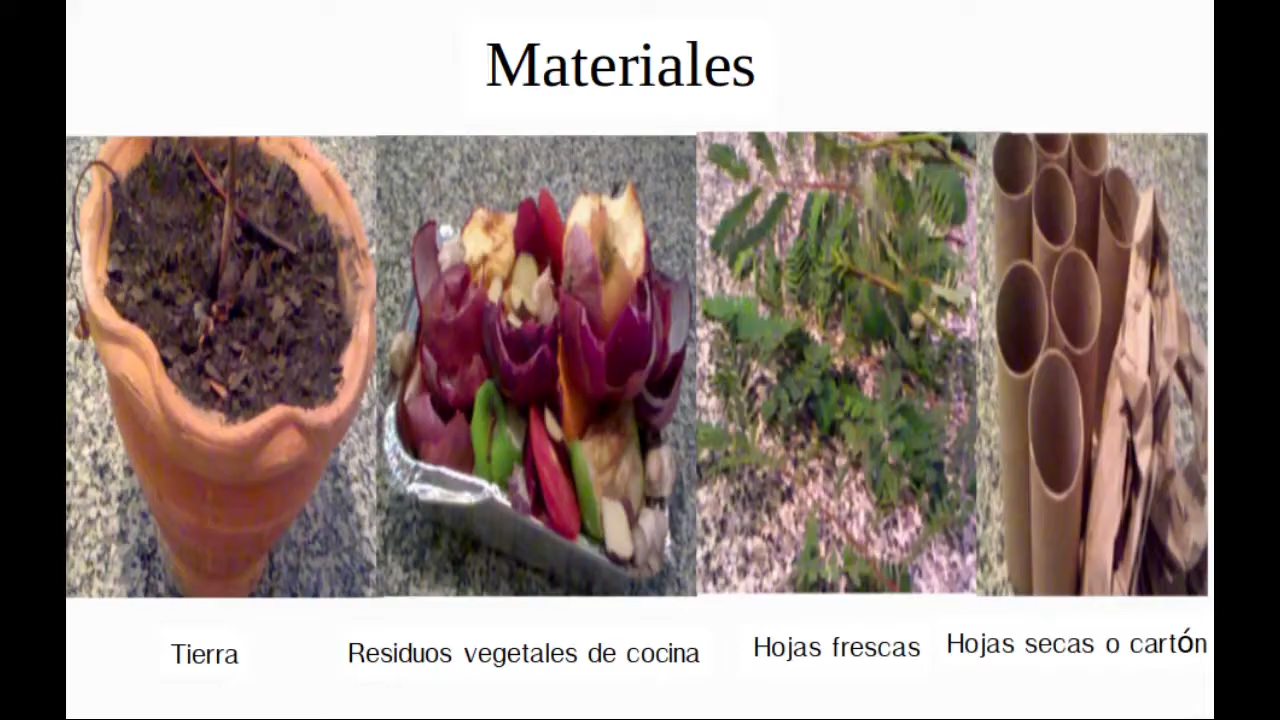 Materiales
Tierra
Residuos vegetales de cocina
Hojas frescas
Hojas secas o cartón